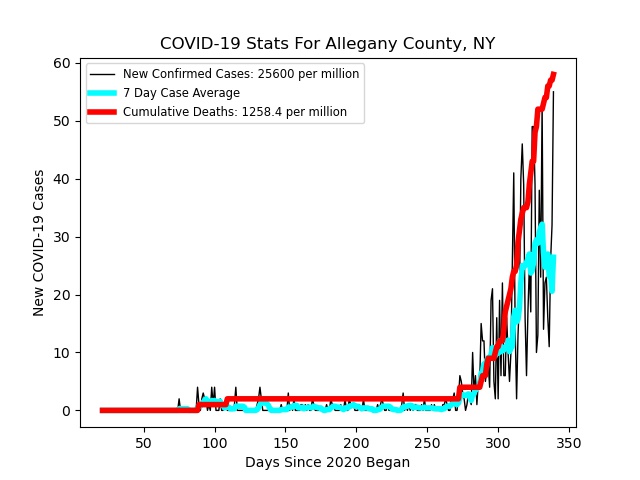 COVID-19 Stats For Allegany County, NY
New Confirmed Cases: 25600 per million
7 Day Case Average
Cumulative Deaths: 1258.4 per million
New COVID-19 Cases
60
50
40
30
20
10
0
50 100 150 200 250 300 350
Days Since 2020 Began